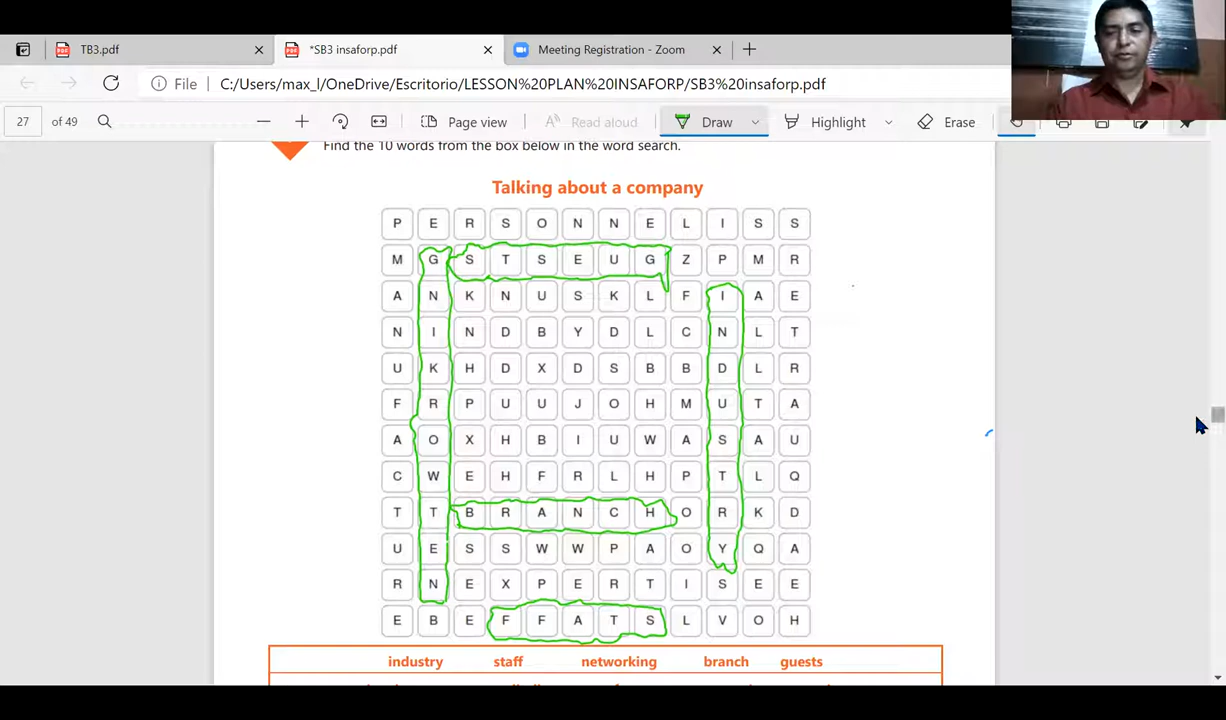 TB3.pdf
*SB3 insaforp.pdf
Meeting Registration - Zoom
File
C:/Users/max_l/OneDrive/Escritorio/LESSON%20PLAN%20INSAFORP/SB3%20insaforp.pdf
27 of 49
Page view
Read aloud
Draw
Highlight
Erase
Find the 10 words from the box below in the word search.
Talking about a company
P E R S O N N E L I S S
M G S T S E U G Z P M R
A N K N U S K L F I A E
N I N D B Y D L C N L T
U K H D X D S B B D L R
F R P U U J O H M U T A
A O X H B I U W A S A U
C W E H F R L H P T L Q
T T B R A N C H O R K D
U E S S W W P A O Y Q A
R N E X P E R T I S E E
E B E F F A T S L V O H
industry staff networking branch guests